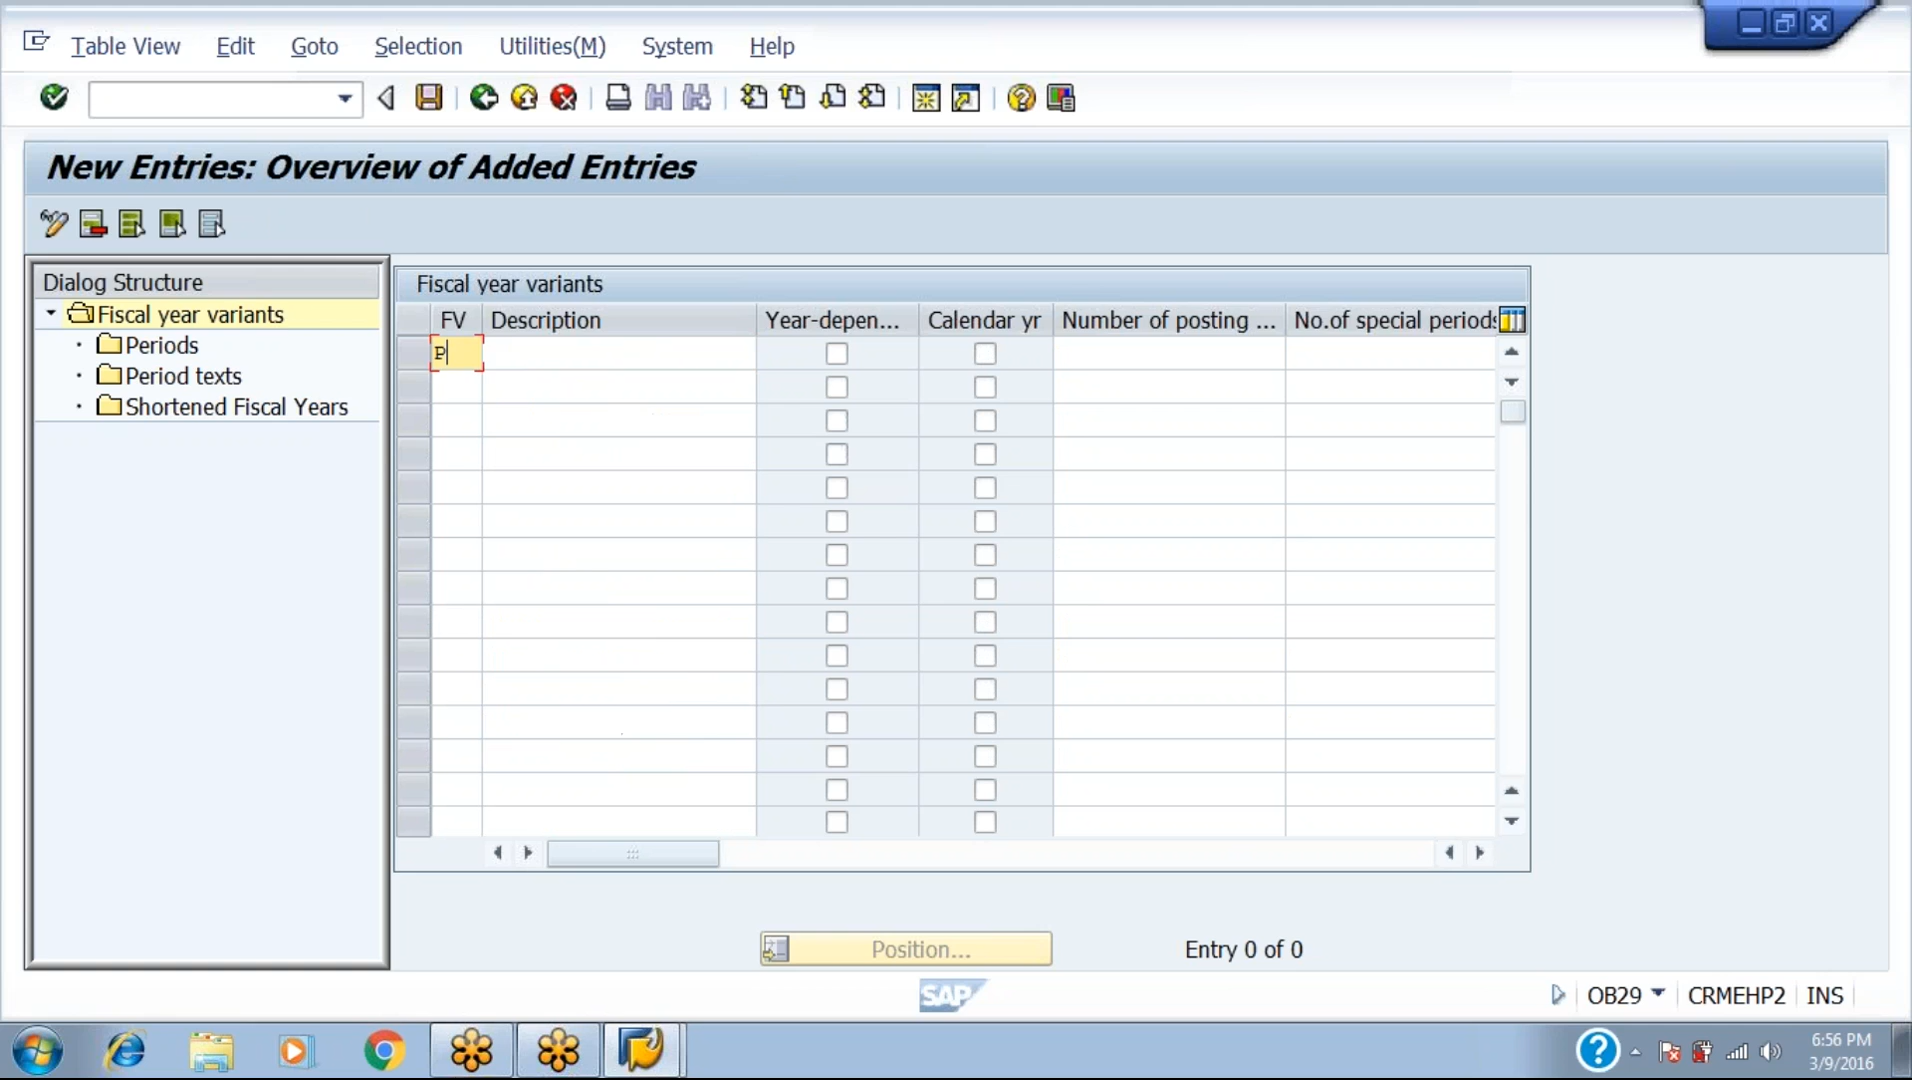 Table View Edit Goto Selection Utilities(M) System Help
New Entries: Overview of Added Entries
Dialog Structure
Fiscal year variants
Periods
Period texts
Shortened Fiscal Years
Fiscal year variants
FV Description Year-depen... Calendar yr Number of posting ... No.of special periods
P
Position... Entry 0 of 0
SAP
OB29 CRMEHP2 INS
6:56 PM
3/9/2016